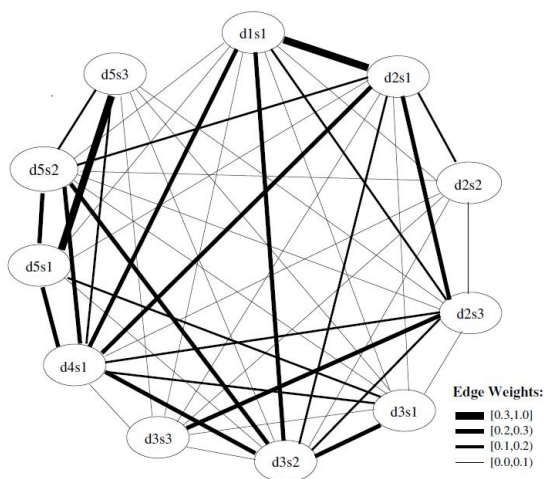 d1s1
d5s3
d2s1
d5s2
d2s2
d5s1
d2s3
d4s1
d3s1
d3s3
d3s2
Edge Weights:
[0.3,1.0]
[0.2,0.3)
[0.1,0.2)
[0.0,0.1)